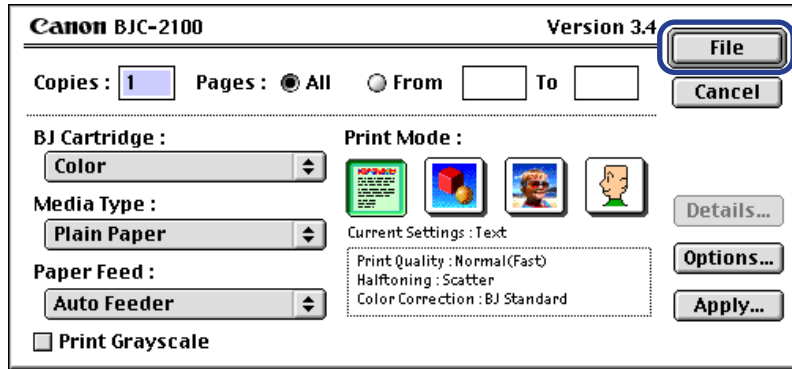 Canon BJC-2100 Version 3.4
File
Copies : 1 Pages : All From To
Cancel
BJ Cartridge :
Color
Print Mode :
Media Type :
Plain Paper
Current Settings : Text
Print Quality : Normal(Fast)
Halftoning : Scatter
Color Correction : BJ Standard
Paper Feed :
Auto Feeder
Print Grayscale
Details...
Options...
Apply...